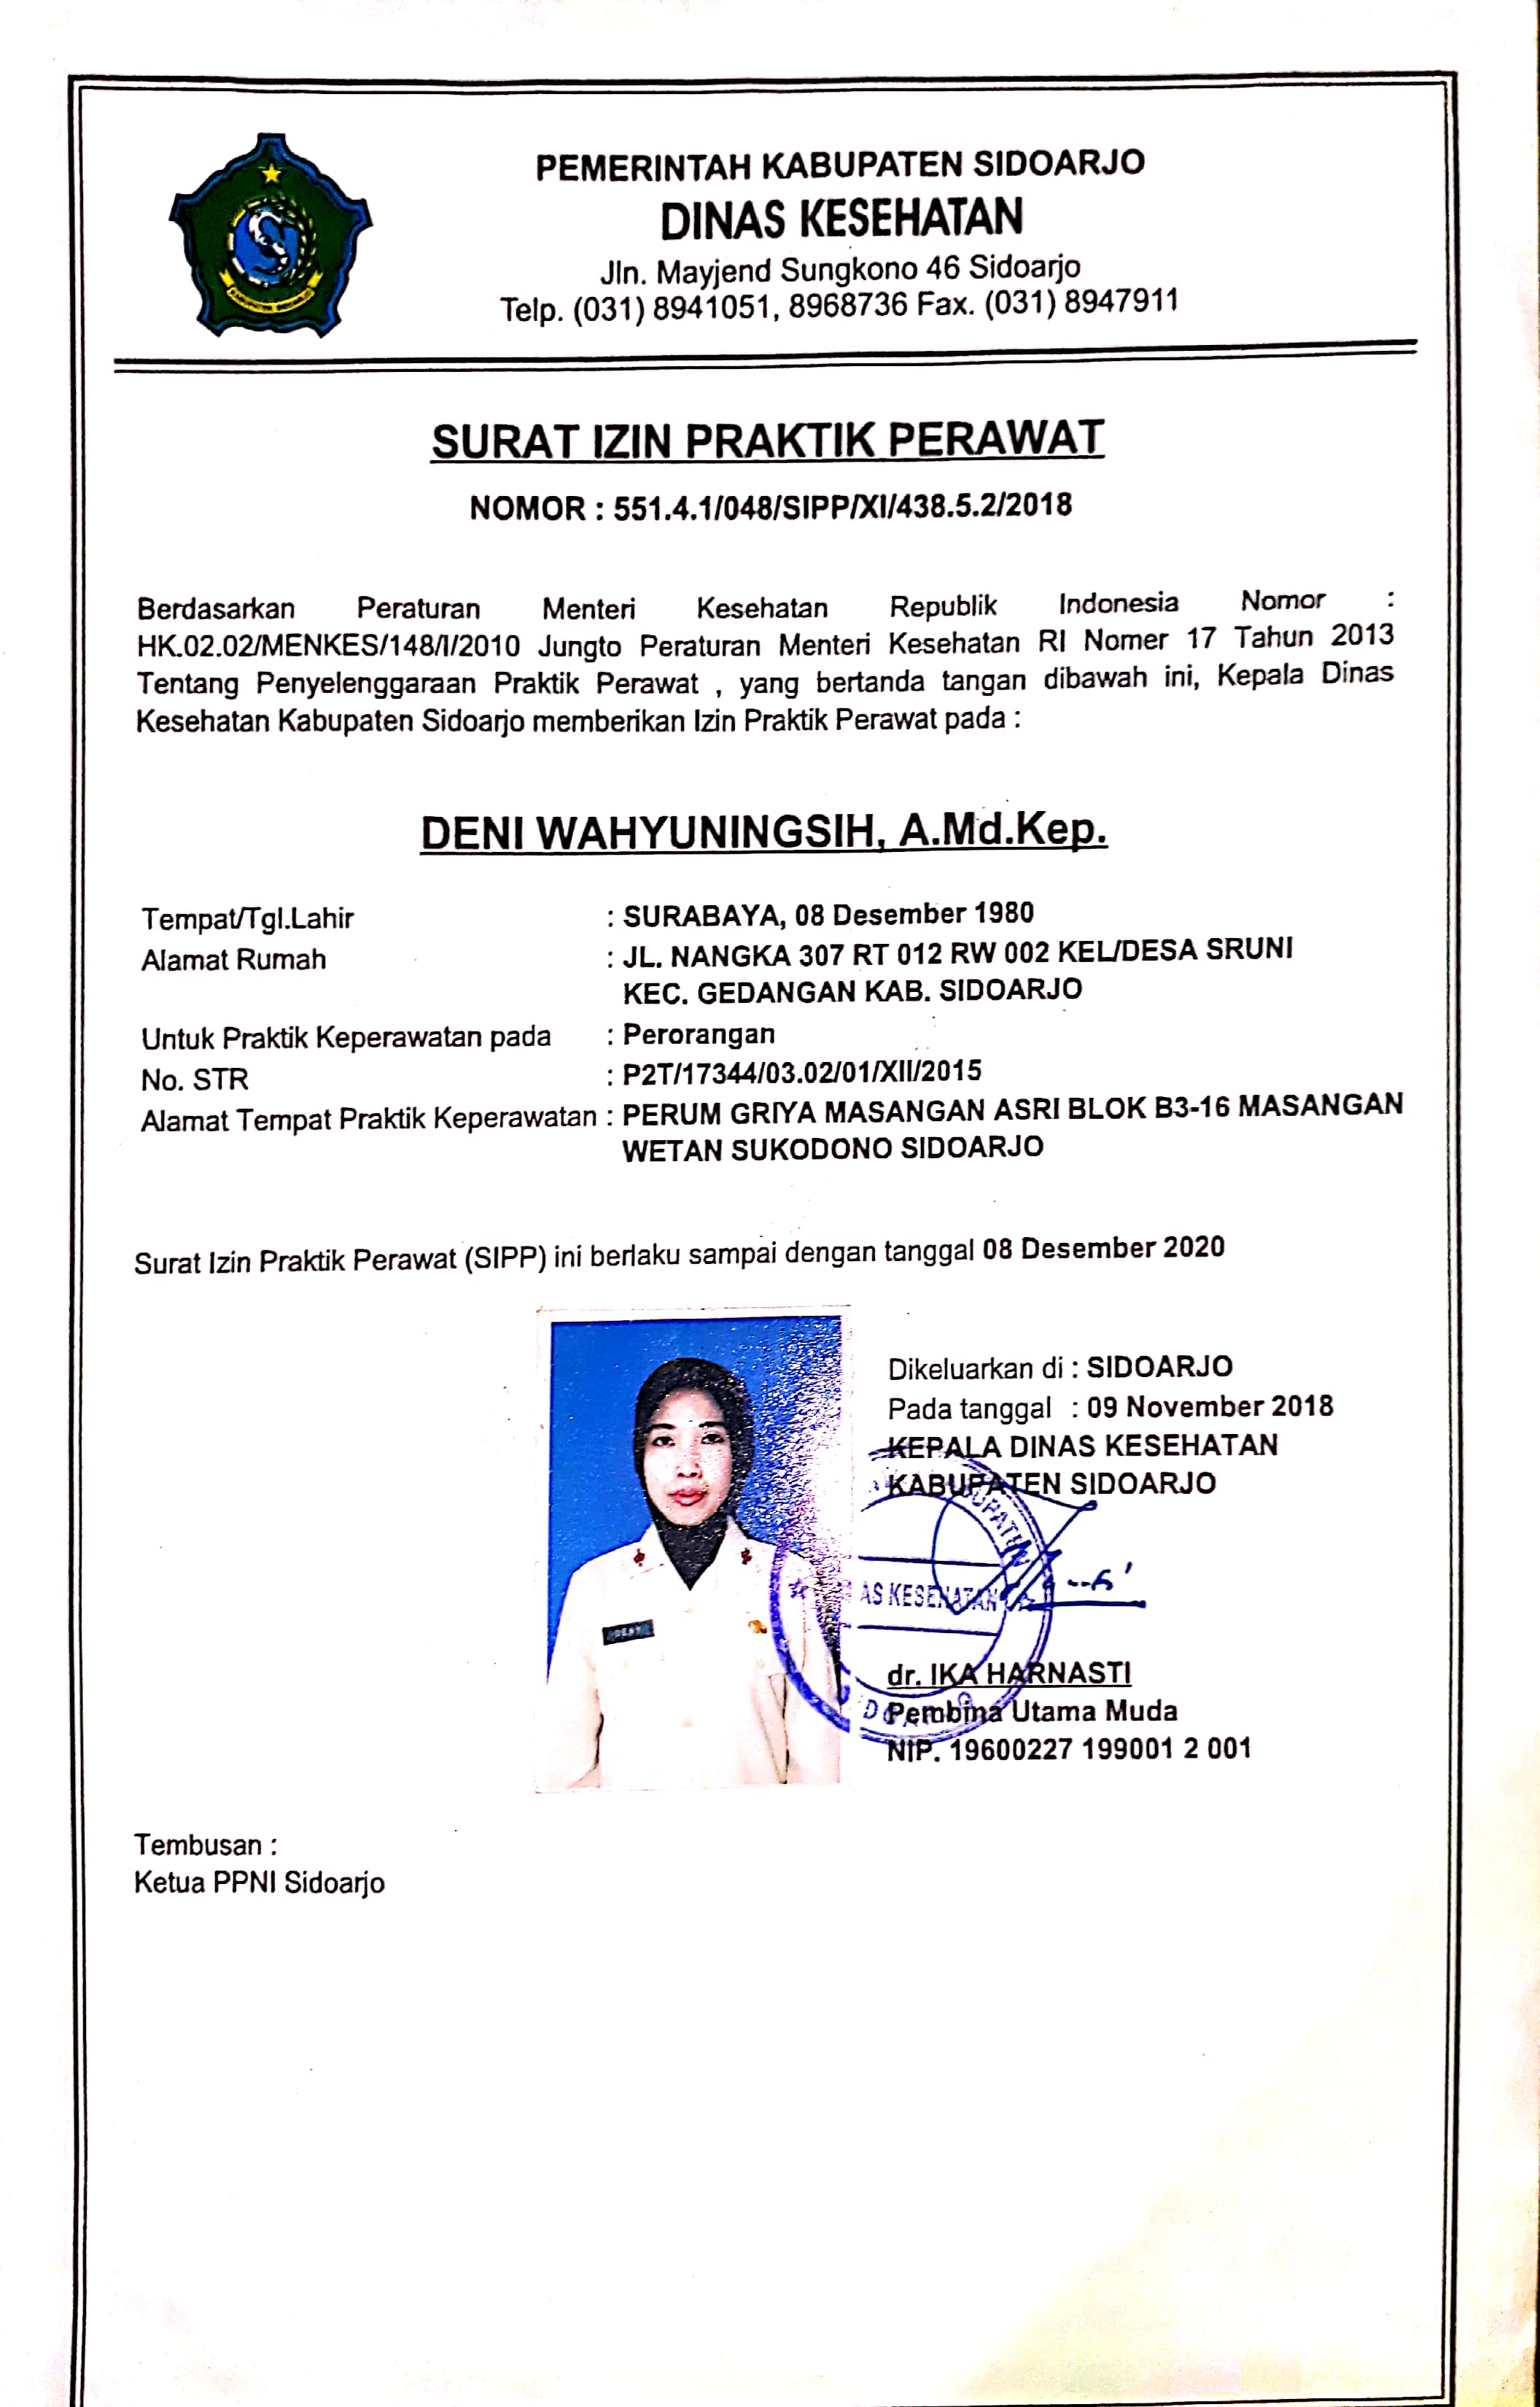 PEMERINTAH KABUPATEN SIDOARJO
DINAS KESEHATAN
Jln. Mayjend Sungkono 46 Sidoarjo
Telp. (031) 8941051, 8968736 Fax. (031) 8947911
SURAT IZIN PRAKTIK PERAWAT
NOMOR : 551.4.1/048/SIPP/XI/438.5.2/2018
Berdasarkan Peraturan Menteri Kesehatan Republik Indonesia Nomor :
HK.02.02/MENKES/148/I/2010 Jungto Peraturan Menteri Kesehatan RI Nomer 17 Tahun 2013
Tentang Penyelenggaraan Praktik Perawat , yang bertanda tangan dibawah ini, Kepala Dinas
Kesehatan Kabupaten Sidoarjo memberikan Izin Praktik Perawat pada :
DENI WAHYUNINGSIH, A.Md.Kep.
Tempat/Tgl.Lahir : SURABAYA, 08 Desember 1980
Alamat Rumah : JL. NANGKA 307 RT 012 RW 002 KEL/DESA SRUNI
KEC. GEDANGAN KAB. SIDOARJO
Untuk Praktik Keperawatan pada : Perorangan
No. STR : P2T/17344/03.02/01/XII/2015
Alamat Tempat Praktik Keperawatan : PERUM GRIYA MASANGAN ASRI BLOK B3-16 MASANGAN
WETAN SUKODONO SIDOARJO
Surat Izin Praktik Perawat (SIPP) ini berlaku sampai dengan tanggal 08 Desember 2020
Dikeluarkan di : SIDOARJO
Pada tanggal : 09 November 2018
KEPALA DINAS KESEHATAN
KABUPATEN SIDOARJO
AS KESEHATAN
DENY
dr. IKA HARNASTI
Pembina Utama Muda
NIP. 19600227 199001 2 001
Tembusan :
Ketua PPNI Sidoarjo